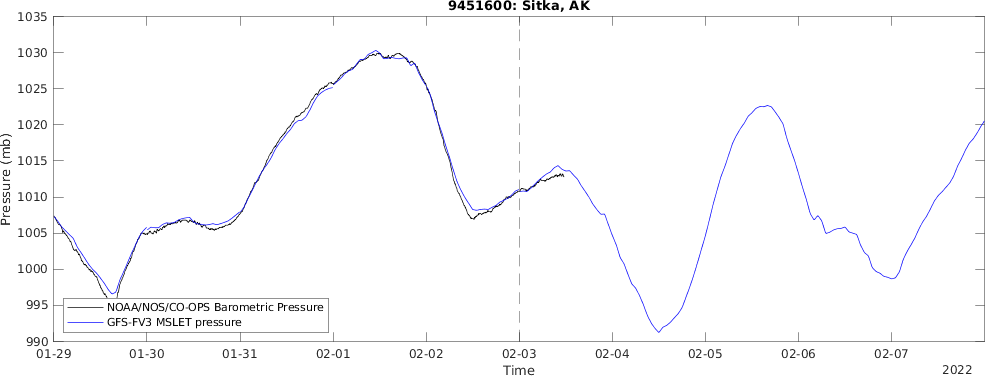 9451600: Sitka, AK
Pressure (mb)
1035
1030
1025
1020
1015
1010
1005
1000
995
990
NOAA/NOS/CO-OPS Barometric Pressure
GFS-FV3 MSLET pressure
01-29 01-30 01-31 02-01 02-02 02-03 02-04 02-05 02-06 02-07
Time
2022